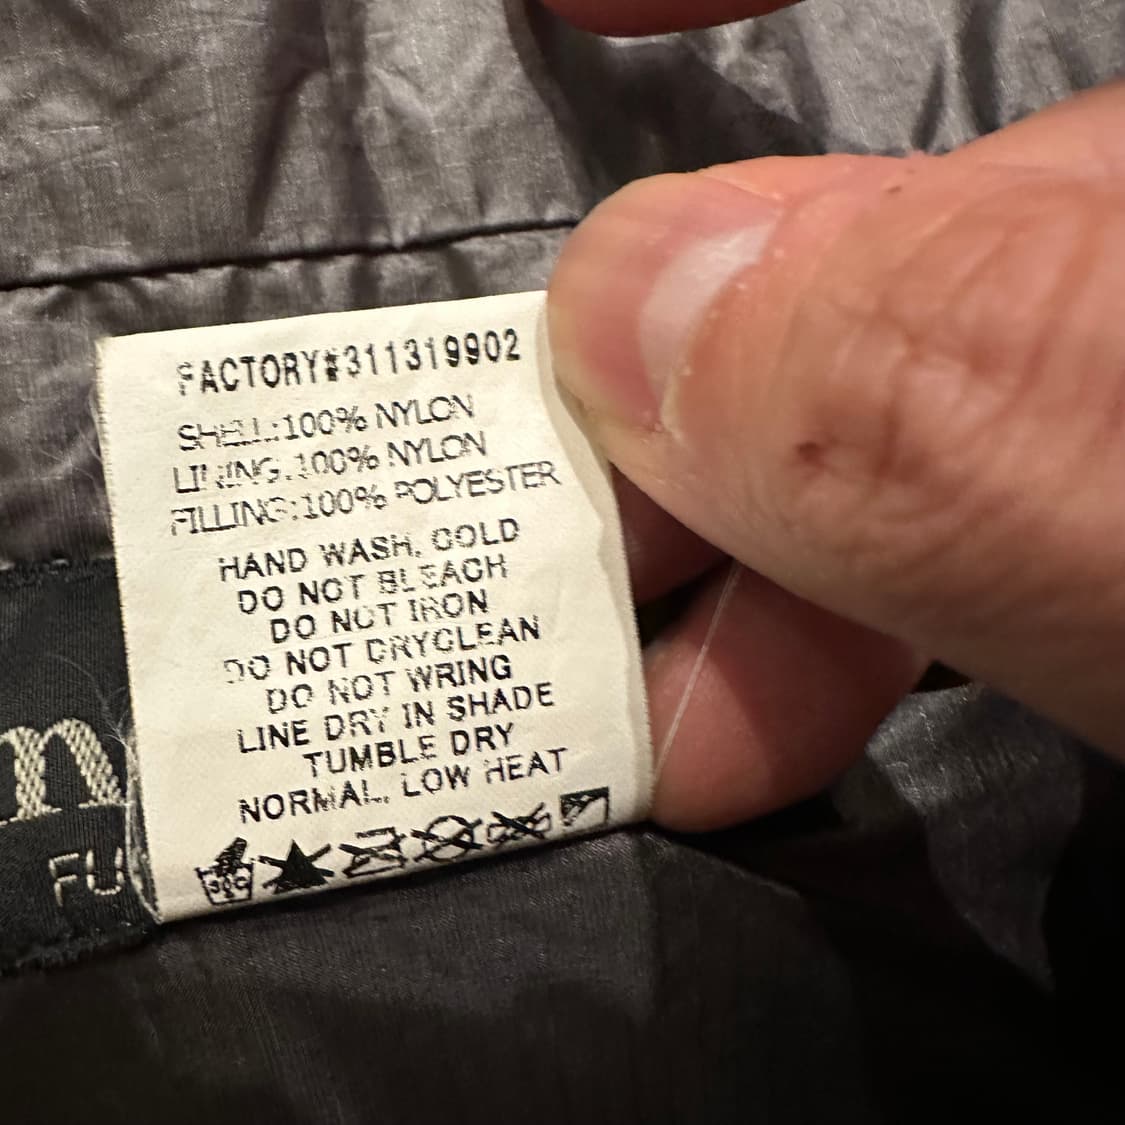 FACTORY#311319902
SHELL:100% NYLON
LINING:100% NYLON
FILLING:100% POLYESTER
HAND WASH, COLD
DO NOT BLEACH
DO NOT IRON
DO NOT DRYCLEAN
DO NOT WRING
LINE DRY IN SHADE
TUMBLE DRY
NORMAL, LOW HEAT
m
FU